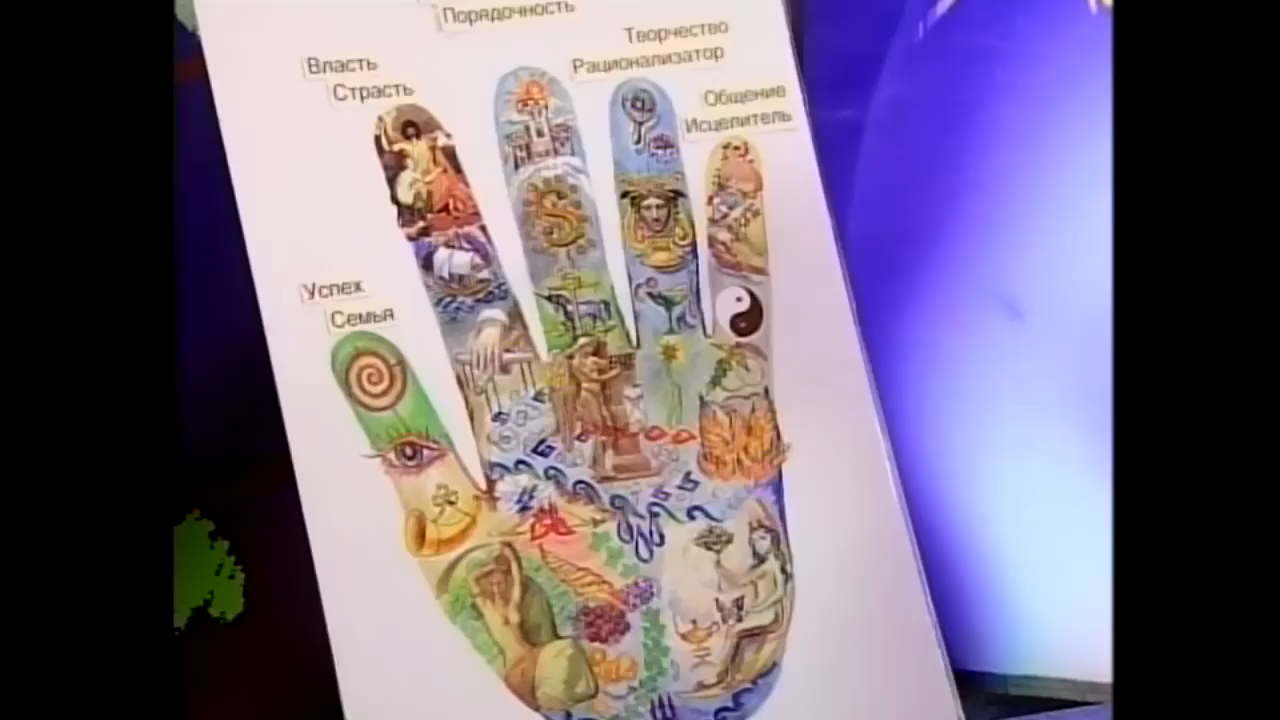 Порядочность
Власть
Страсть
Творчество
Рационализатор
Общение
Исцелитель
Успех
Семья